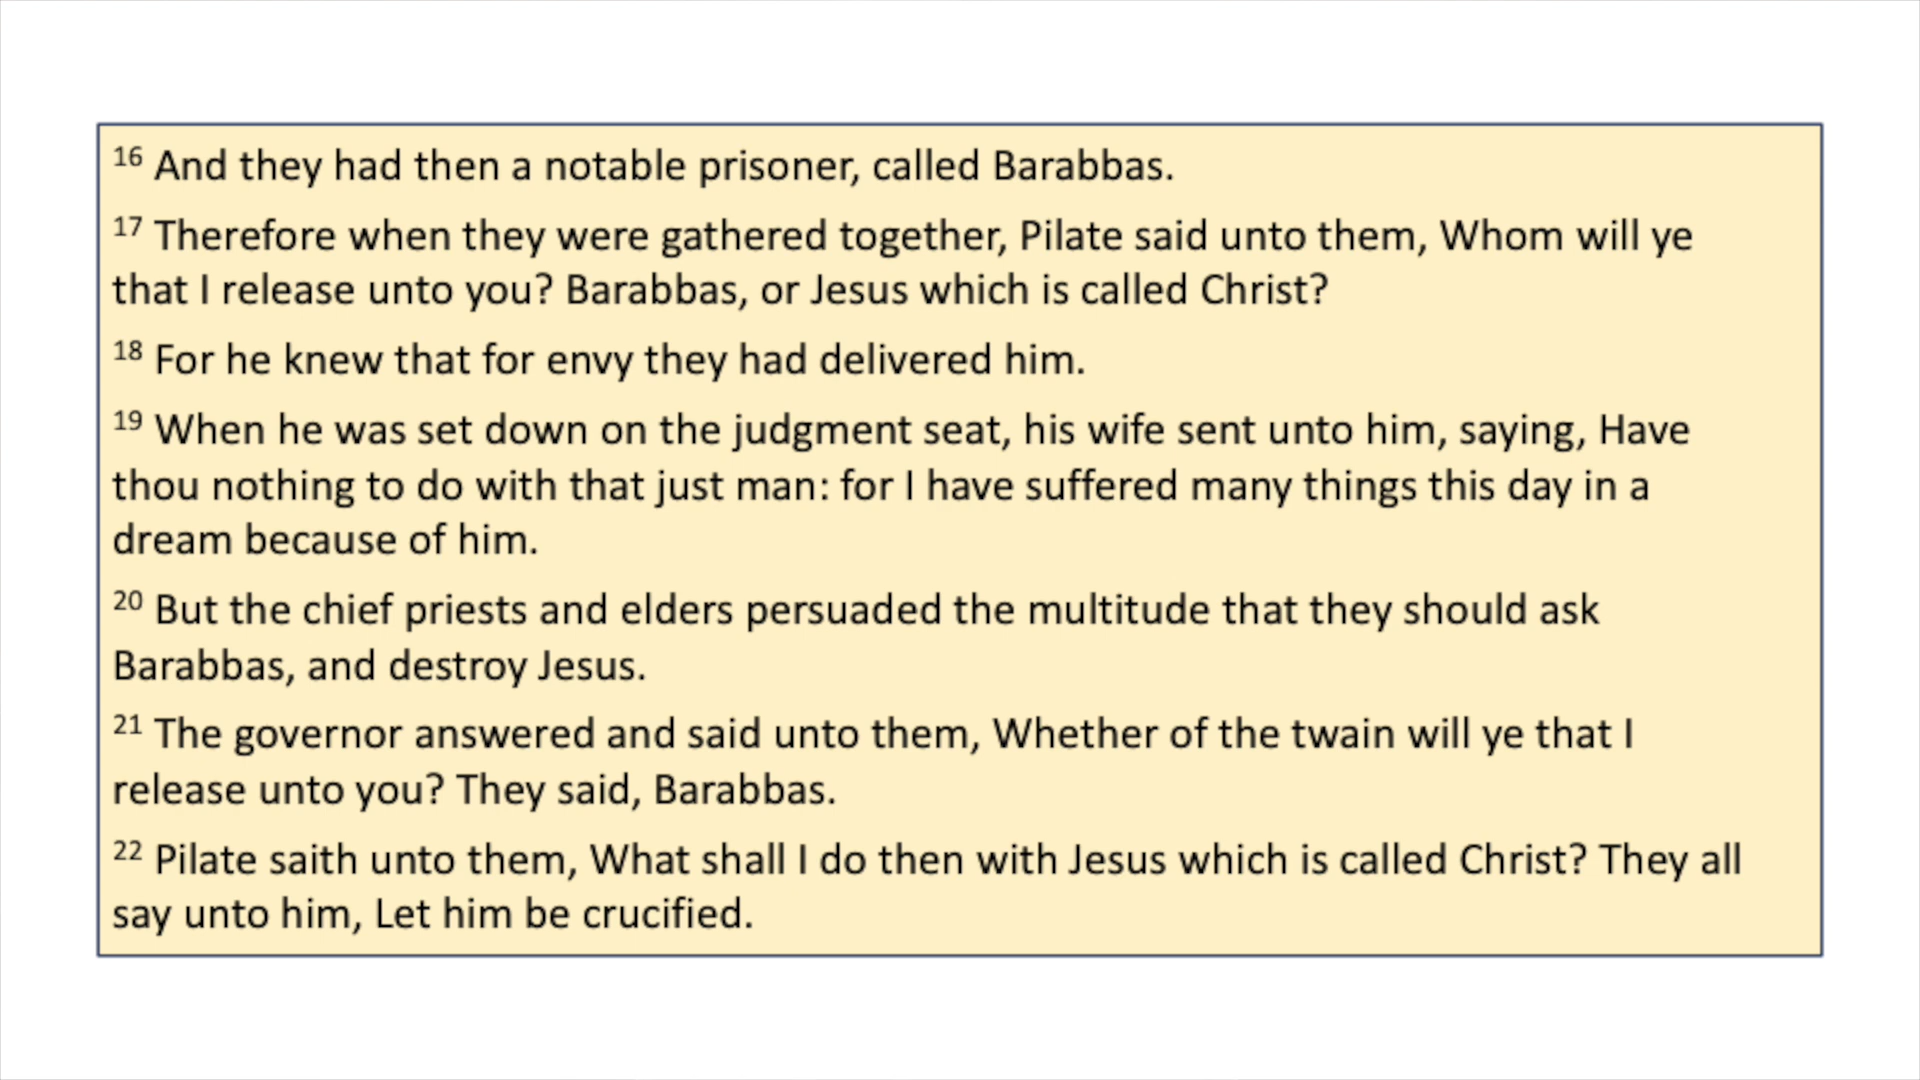 16 And they had then a notable prisoner, called Barabbas.
17 Therefore when they were gathered together, Pilate said unto them, Whom will ye
that I release unto you? Barabbas, or Jesus which is called Christ?
18 For he knew that for envy they had delivered him.
19 When he was set down on the judgment seat, his wife sent unto him, saying, Have
thou nothing to do with that just man: for I have suffered many things this day in a
dream because of him.
20 But the chief priests and elders persuaded the multitude that they should ask
Barabbas, and destroy Jesus.
21 The governor answered and said unto them, Whether of the twain will ye that I
release unto you? They said, Barabbas.
22 Pilate saith unto them, What shall I do then with Jesus which is called Christ? They all
say unto him, Let him be crucified.